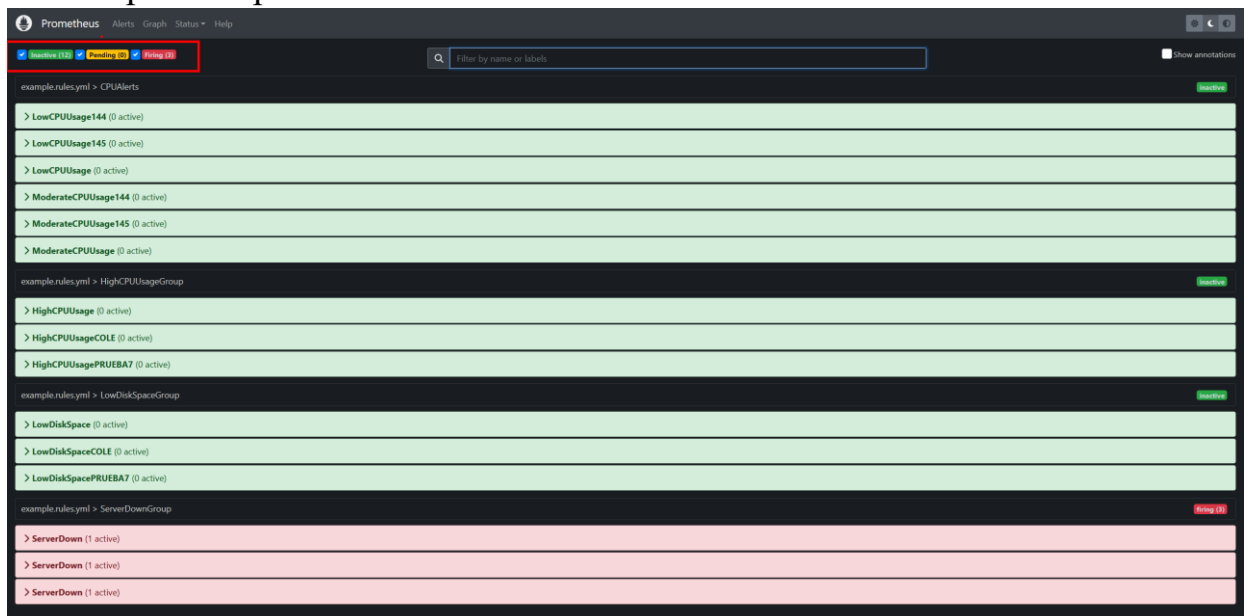 Prometheus Alerts Graph Status Help
Inactive (12) Pending (0) Firing (3)
Filter by name or labels
Show annotations
example.rules.yml > CPUAlerts
inactive
LowCPUUsage144 (0 active)
LowCPUUsage145 (0 active)
LowCPUUsage (0 active)
ModerateCPUUsage144 (0 active)
ModerateCPUUsage145 (0 active)
ModerateCPUUsage (0 active)
example.rules.yml > HighCPUUsageGroup
inactive
HighCPUUsage (0 active)
HighCPUUsageCOLE (0 active)
HighCPUUsagePRUEBA7 (0 active)
example.rules.yml > LowDiskSpaceGroup
inactive
LowDiskSpace (0 active)
LowDiskSpaceCOLE (0 active)
LowDiskSpacePRUEBA7 (0 active)
example.rules.yml > ServerDownGroup
firing (3)
ServerDown (1 active)
ServerDown (1 active)
ServerDown (1 active)